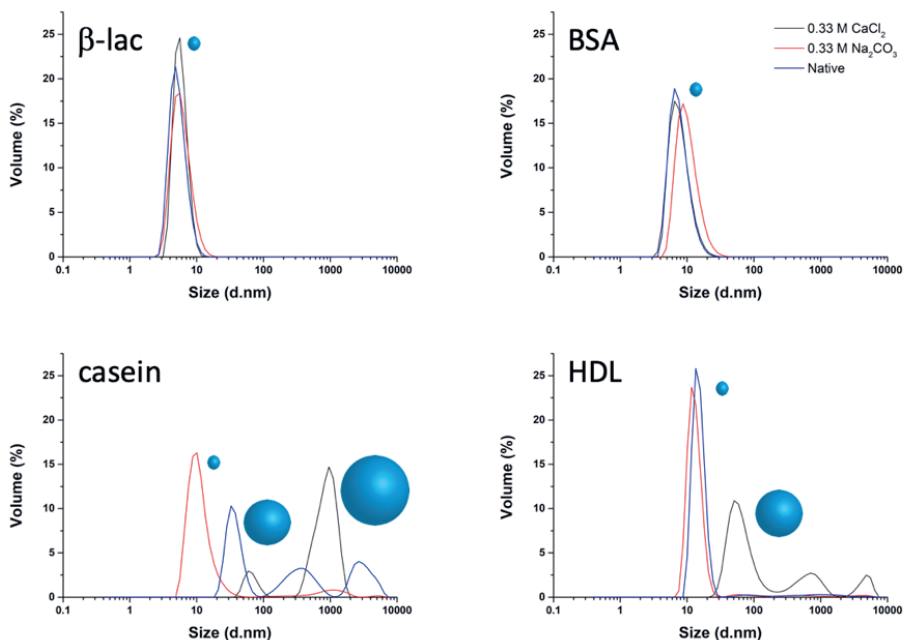 β-lac
25
20
15
10
5
0
Volume (%)
0.1 1 10 100 1000 10000
Size (d.nm)
BSA
0.33 M CaCl₂
0.33 M Na₂CO₃
Native
25
20
15
10
5
0
Volume (%)
0.1 1 10 100 1000 10000
Size (d.nm)
casein
25
20
15
10
5
0
Volume (%)
0.1 1 10 100 1000 10000
Size (d.nm)
HDL
25
20
15
10
5
0
Volume (%)
0.1 1 10 100 1000 10000
Size (d.nm)